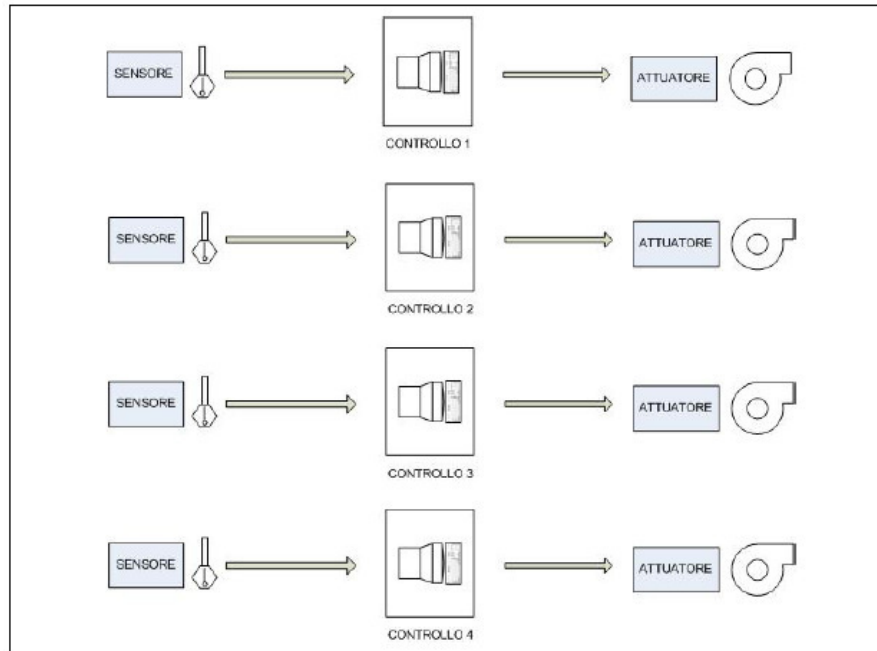 SENSORE
ATTUATORE
CONTROLLO 1
SENSORE
ATTUATORE
CONTROLLO 2
SENSORE
ATTUATORE
CONTROLLO 3
SENSORE
ATTUATORE
CONTROLLO 4